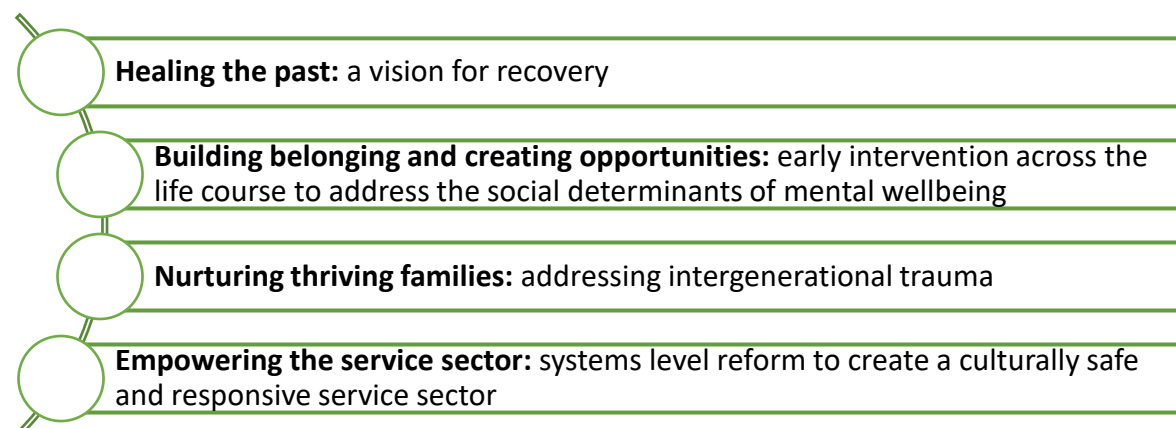 Healing the past: a vision for recovery
Building belonging and creating opportunities: early intervention across the
life course to address the social determinants of mental wellbeing
Nurturing thriving families: addressing intergenerational trauma
Empowering the service sector: systems level reform to create a culturally safe
and responsive service sector